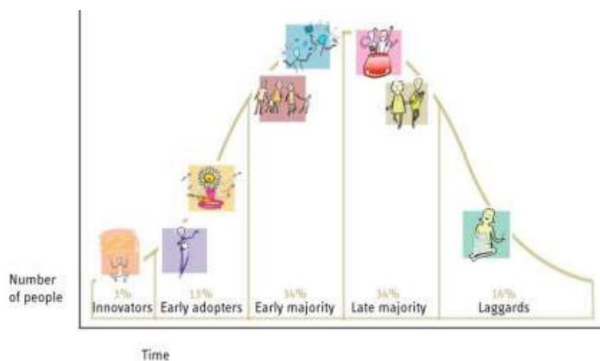 Number
of people
3% 13% 34% 34% 16%
Innovators Early adopters Early majority Late majority Laggards
Time